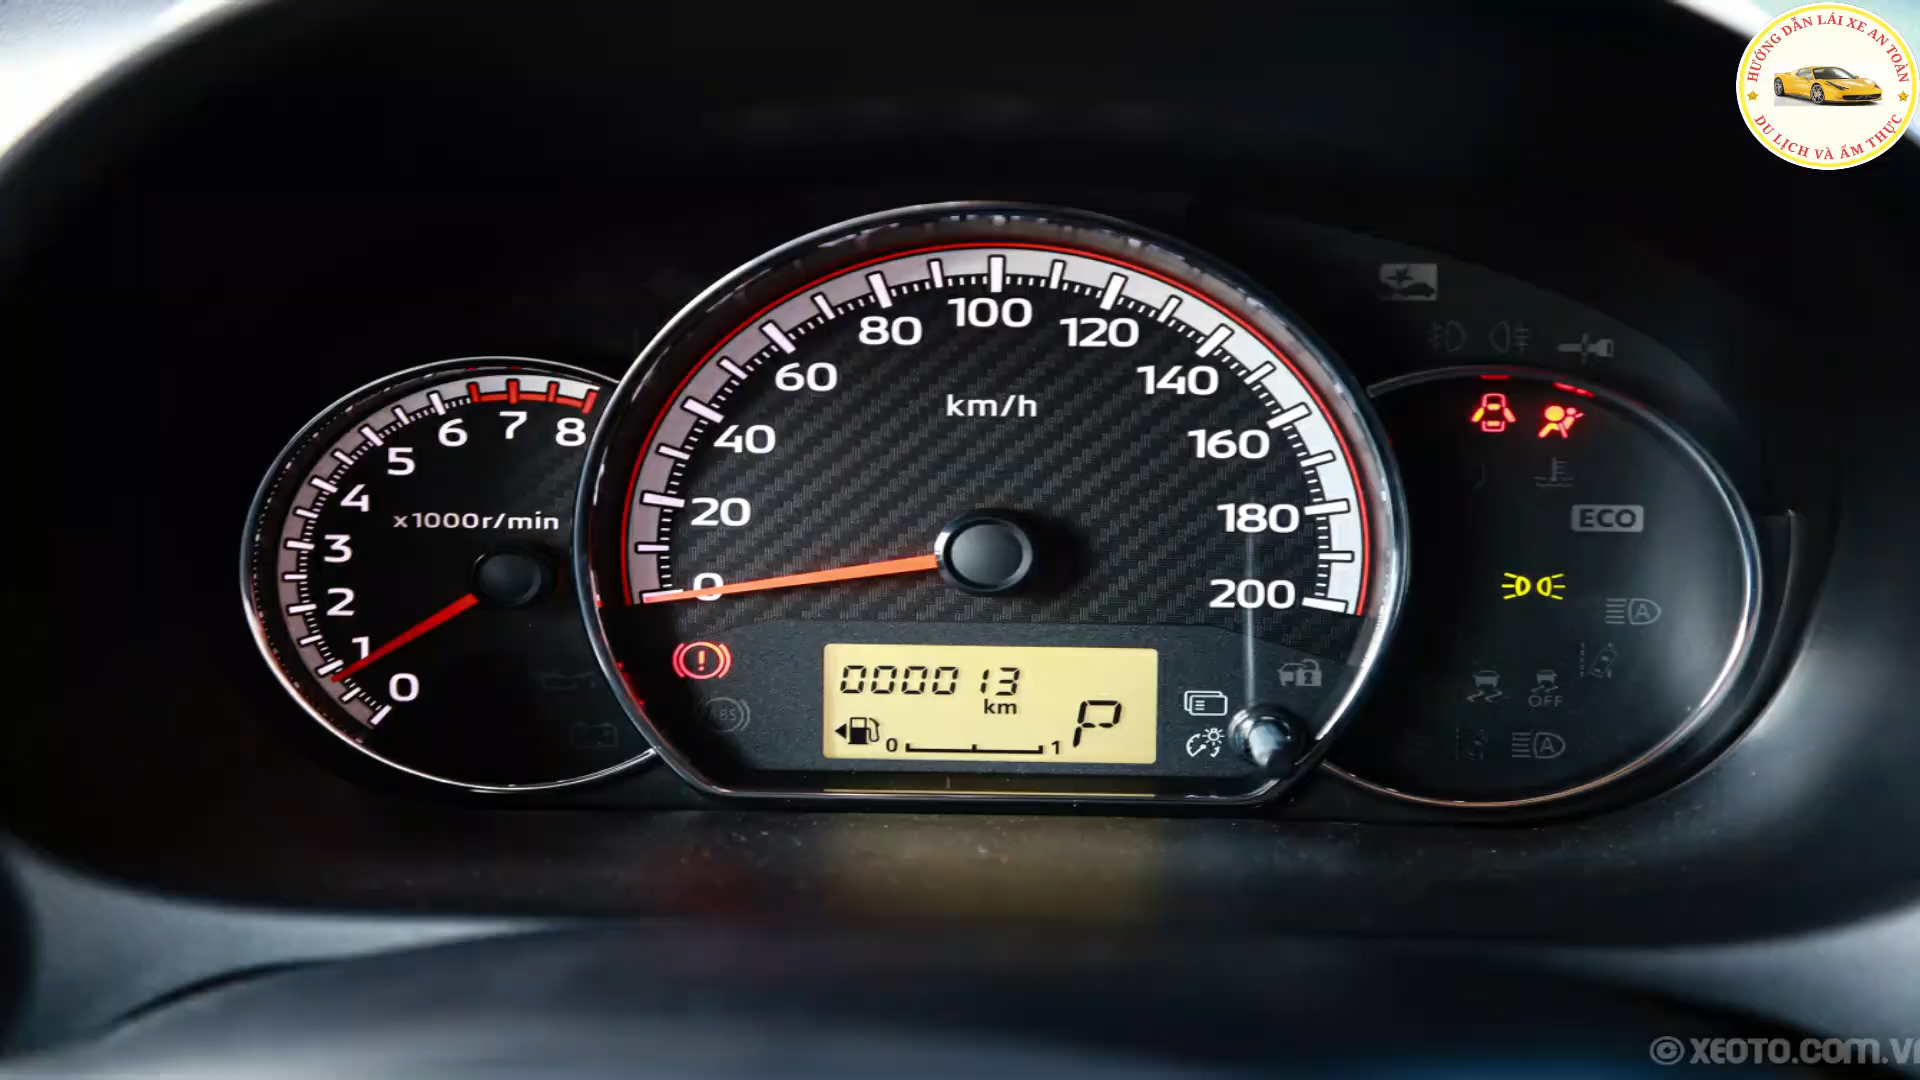 HƯỚNG DẪN LÁI XE AN TOÀN
DU LỊCH VÀ ẨM THỰC
0 1 2 3 4 5 6 7 8
x1000r/min
0 20 40 60 80 100 120 140 160 180 200
km/h
ABS
000013
km
P
0 1
ECO
A
OFF
A
© XEOTO.com.vn